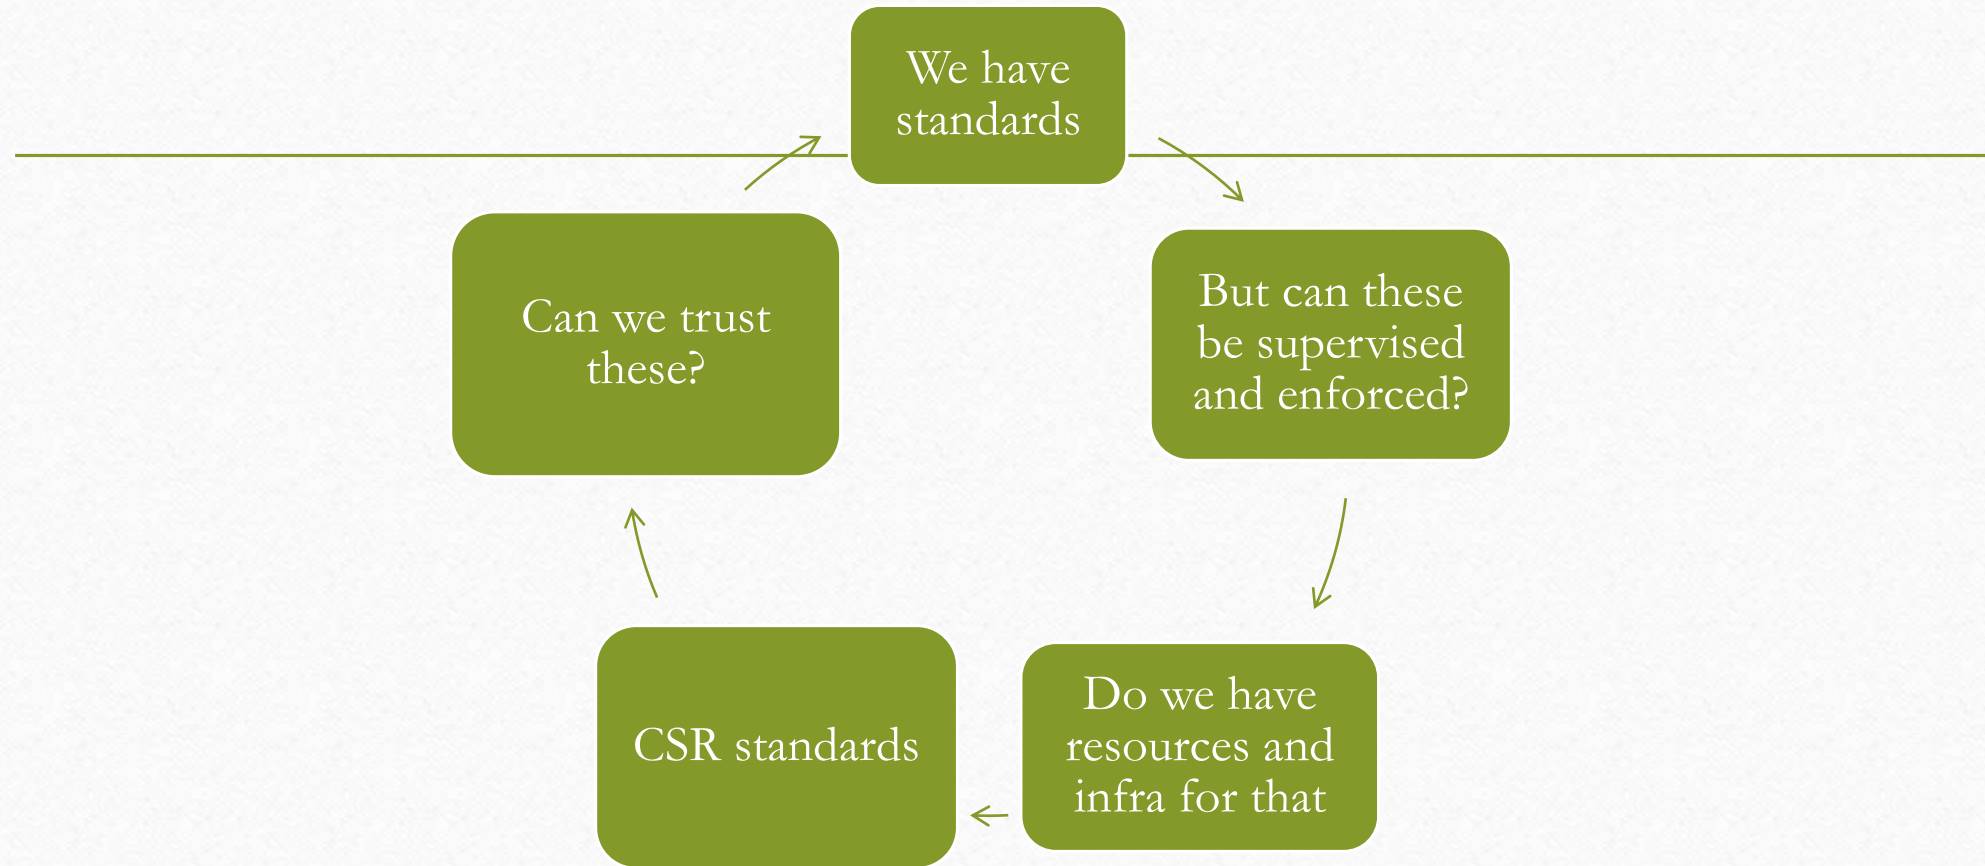 We have
standards
But can these
be supervised
and enforced?
Do we have
resources and
infra for that
CSR standards
Can we trust
these?